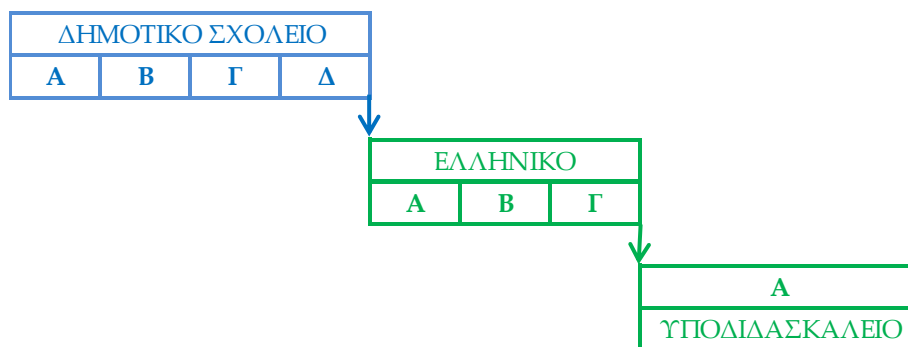 ΔΗΜΟΤΙΚΟ ΣΧΟΛΕΙΟ
Α Β Γ Δ
ΕΛΛΗΝΙΚΟ
Α Β Γ
Α
ΥΠΟΔΙΔΑΣΚΑΛΕΙΟ